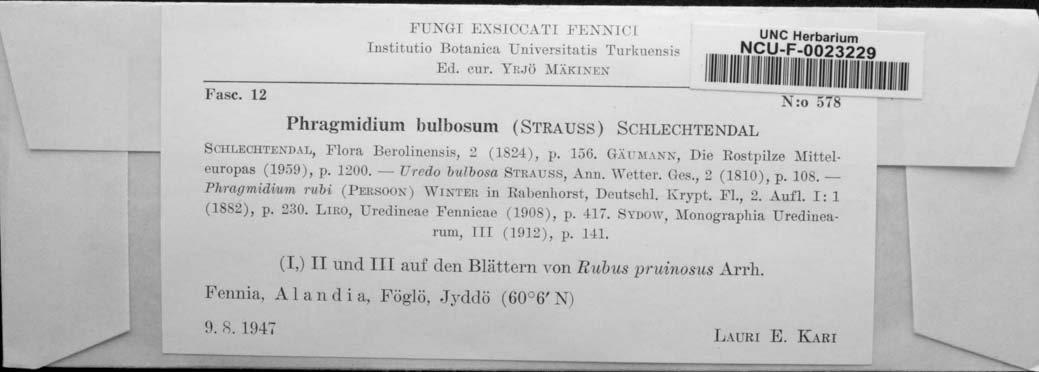 FUNGI EXSICCATI FENNICI
Institutio Botanica Universitatis Turkuensis
Ed. cur. YRJÖ MÄKINEN
UNC Herbarium
NCU-F-0023229
Fasc. 12
N:o 578
Phragmidium bulbosum (STRAUSS) SCHLECHTENDAL
SCHLECHTENDAL, Flora Berolinensis, 2 (1824), p. 156. GÄUMANN, Die Rostpilze Mittel-
europas (1959), p. 1200. — Uredo bulbosa STRAUSS, Ann. Wetter. Ges., 2 (1810), p. 108. —
Phragmidium rubi (PERSOON) WINTER in Rabenhorst, Deutschl. Krypt. Fl., 2. Aufl. I: 1
(1882), p. 230. LIRO, Uredineae Fennicae (1908), p. 417. SYDOW, Monographia Uredinea-
rum, III (1912), p. 141.
(I,) II und III auf den Blättern von Rubus pruinosus Arrh.
Fennia, Alandia, Föglö, Jyddö (60°6′ N)
9. 8. 1947
LAURI E. KARI